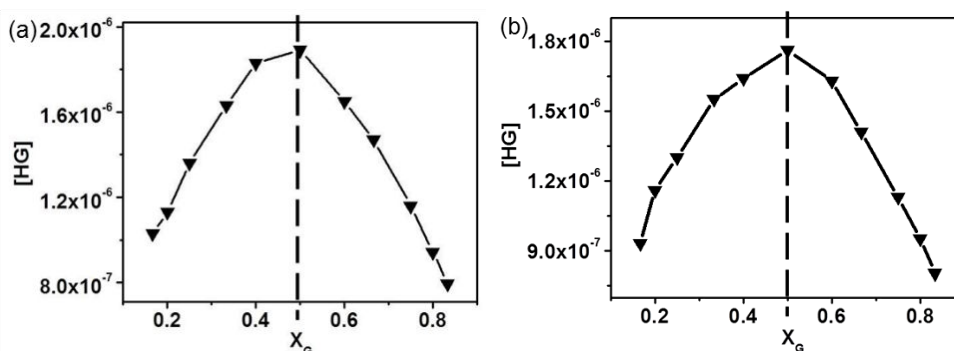 (a)
2.0x10⁻⁶
1.6x10⁻⁶
1.2x10⁻⁶
8.0x10⁻⁷
[HG]
0.2 0.4 0.6 0.8
X_G
(b)
1.8x10⁻⁶
1.5x10⁻⁶
1.2x10⁻⁶
9.0x10⁻⁷
[HG]
0.2 0.4 0.6 0.8
X_G